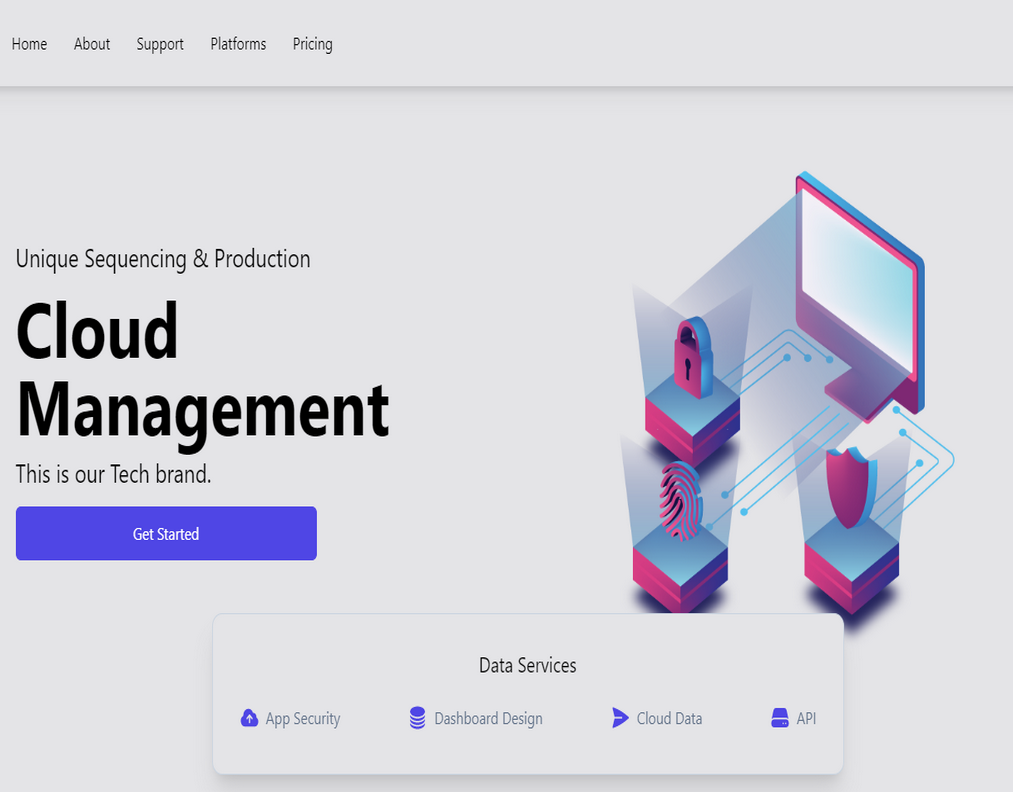 Home About Support Platforms Pricing
Unique Sequencing & Production
Cloud
Management
This is our Tech brand.
Get Started
Data Services
App Security Dashboard Design Cloud Data API